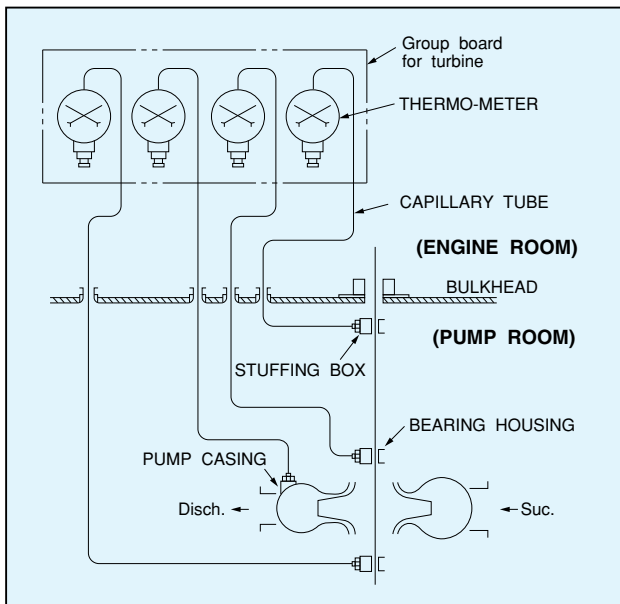 Group board
for turbine
THERMO-METER
CAPILLARY TUBE
(ENGINE ROOM)
BULKHEAD
(PUMP ROOM)
STUFFING BOX
BEARING HOUSING
PUMP CASING
Disch.
Suc.